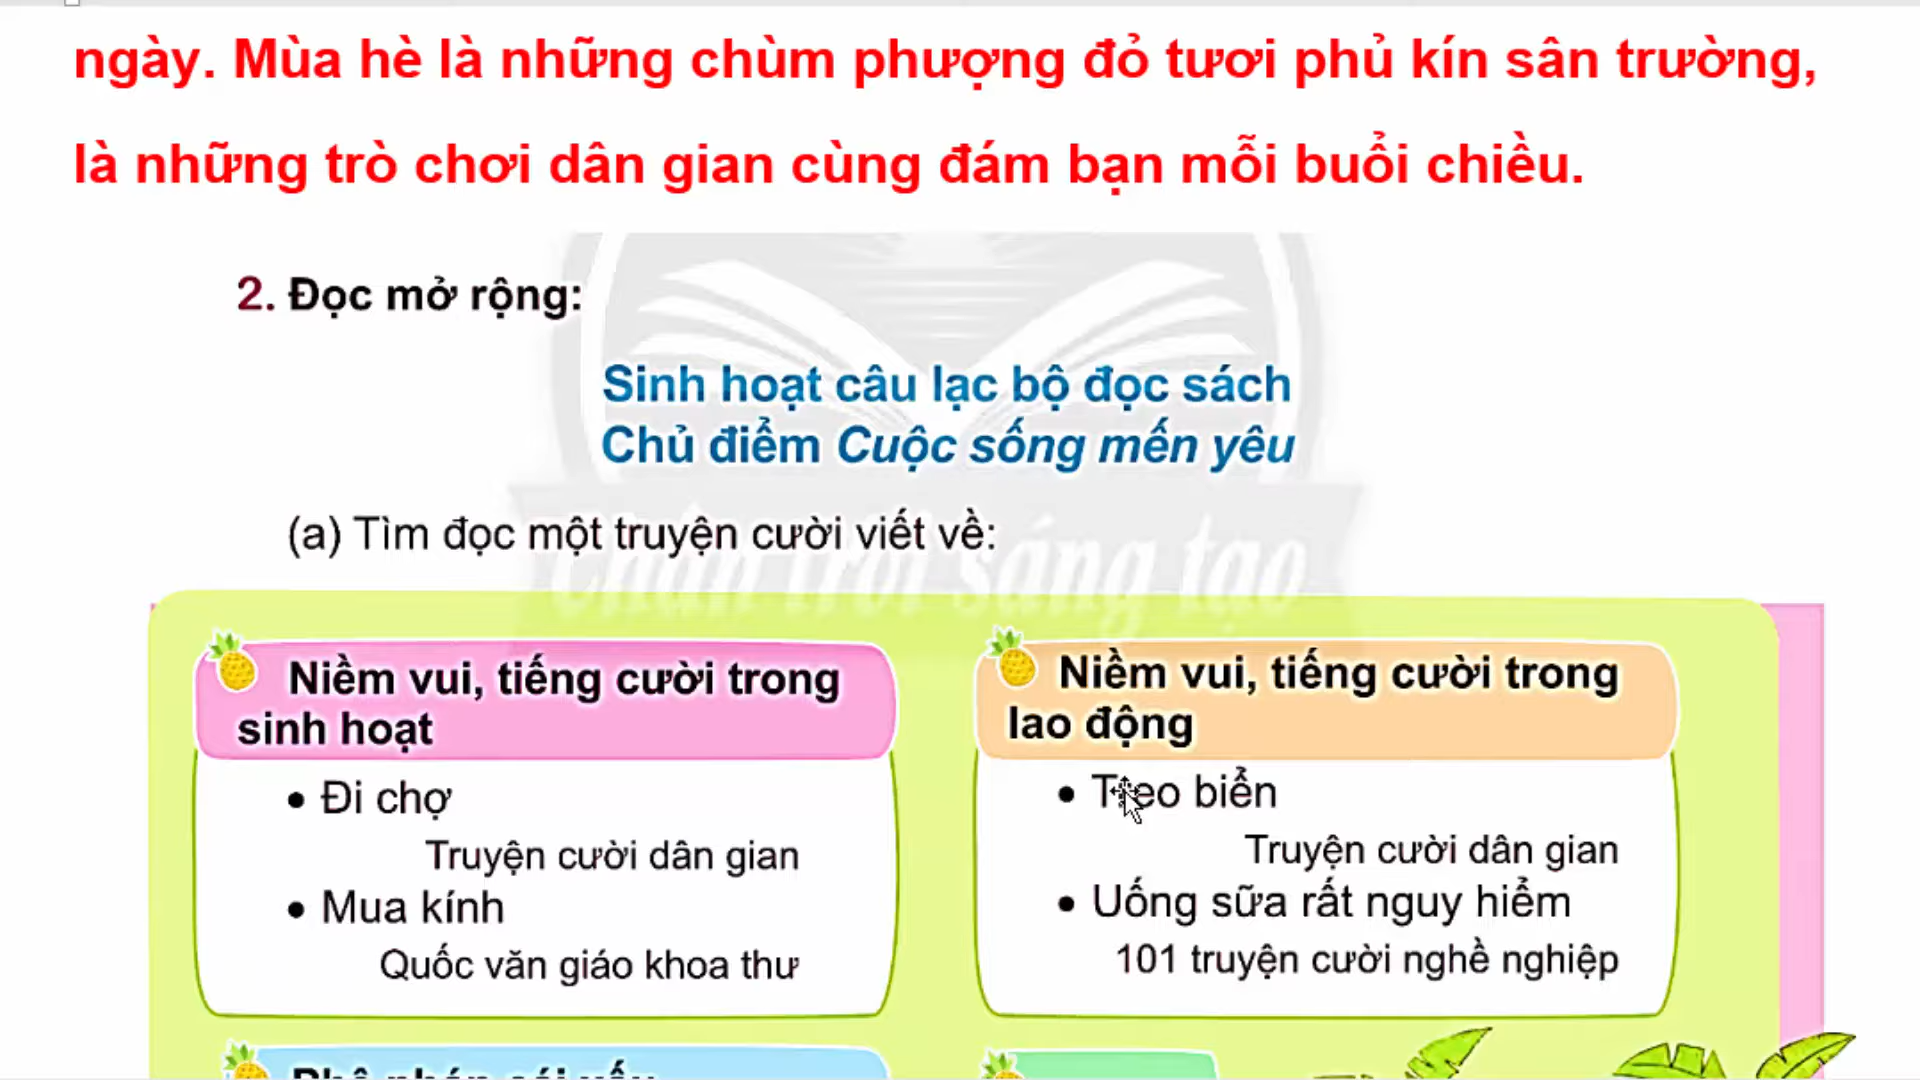 ngày. Mùa hè là những chùm phượng đỏ tươi phủ kín sân trường,
là những trò chơi dân gian cùng đám bạn mỗi buổi chiều.
2. Đọc mở rộng:
Sinh hoạt câu lạc bộ đọc sách
Chủ điểm Cuộc sống mến yêu
(a) Tìm đọc một truyện cười viết về:
Chân trời sáng tạo
Niềm vui, tiếng cười trong
sinh hoạt
• Đi chợ
Truyện cười dân gian
• Mua kính
Quốc văn giáo khoa thư
Niềm vui, tiếng cười trong
lao động
• Treo biển
Truyện cười dân gian
• Uống sữa rất nguy hiểm
101 truyện cười nghề nghiệp